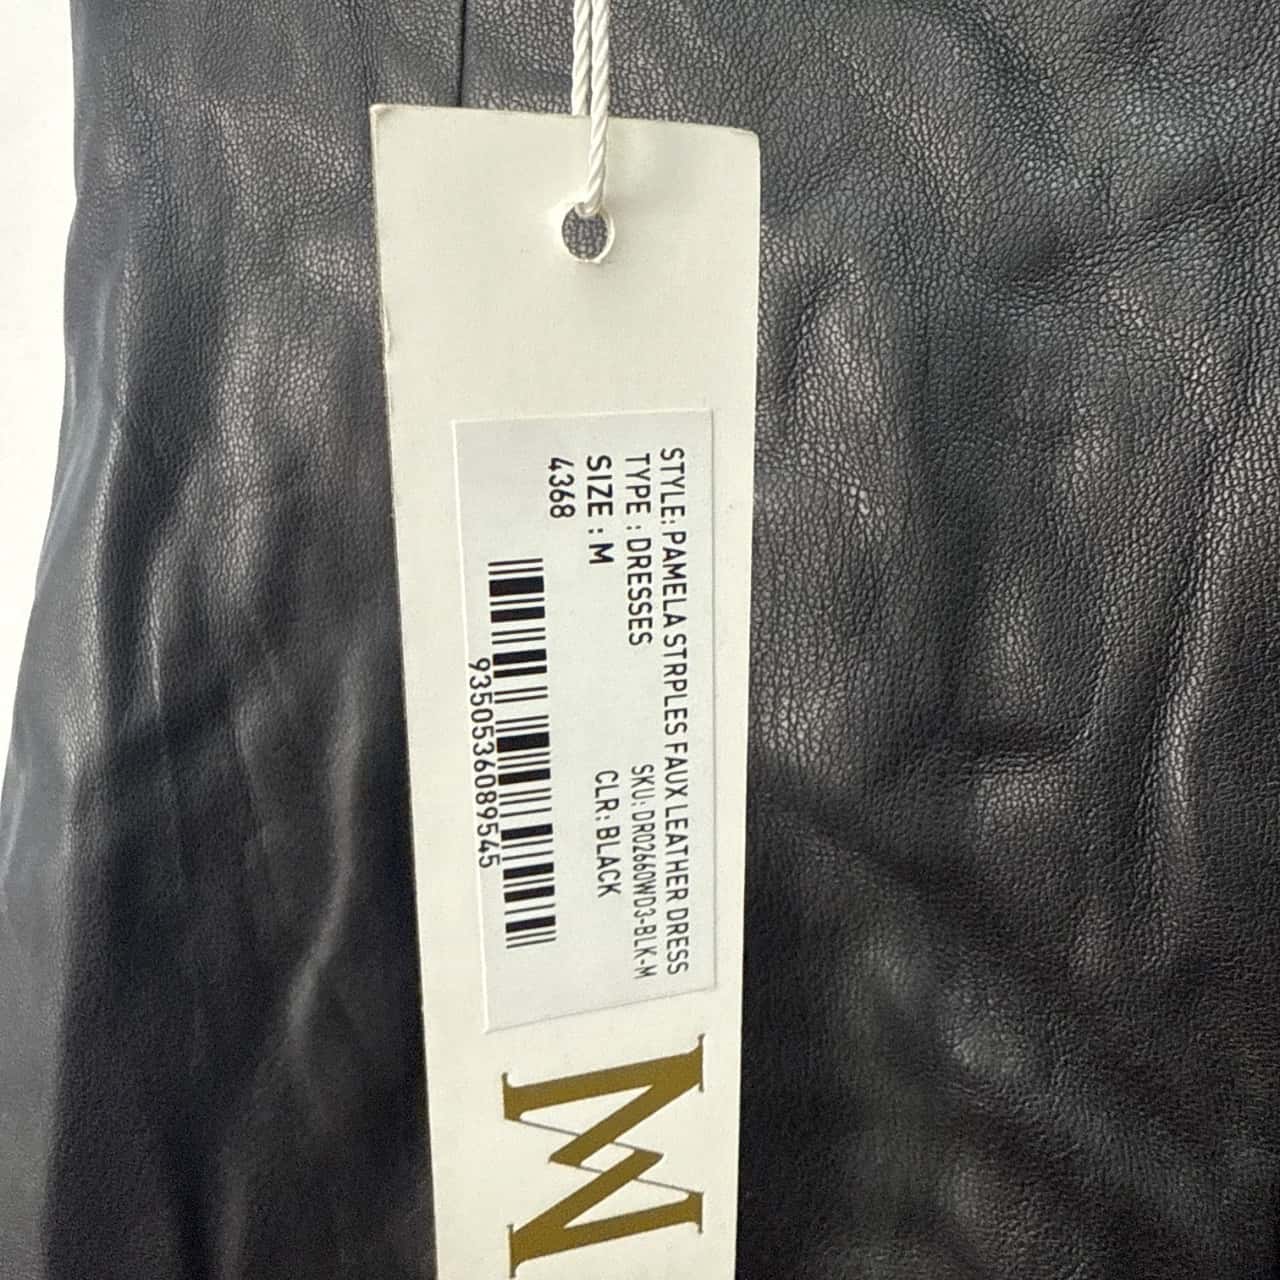 STYLE: PAMELA STRPLES FAUX LEATHER DRESS
TYPE : DRESSES SKU: DR02660WD3-BLK-M
SIZE : M CLR: BLACK
4368
9350536089545
M